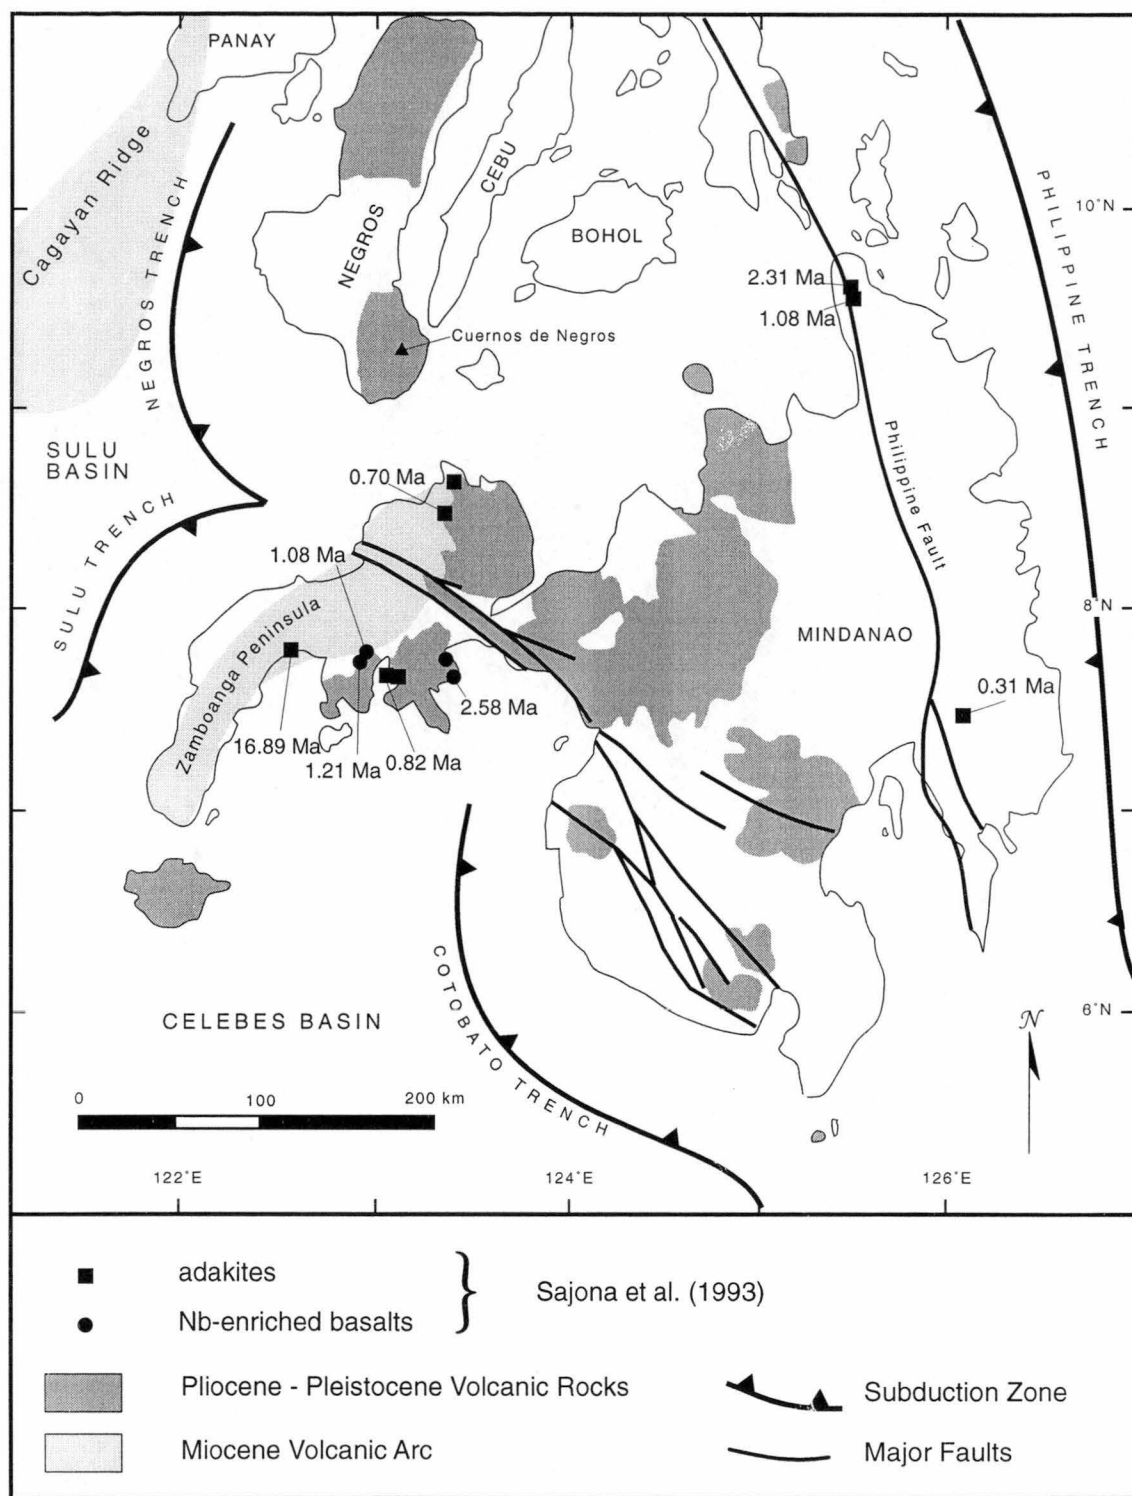 PANAY
Cagayan Ridge
NEGROS TRENCH
NEGROS
CEBU
BOHOL
PHILIPPINE TRENCH
10°N
2.31 Ma
1.08 Ma
Cuernos de Negros
SULU
BASIN
SULU TRENCH
0.70 Ma
Philippine Fault
1.08 Ma
8°N
Zamboanga Peninsula
MINDANAO
0.31 Ma
2.58 Ma
16.89 Ma
0.82 Ma
1.21 Ma
COTOBATO TRENCH
CELEBES BASIN
6°N
N
0 100 200 km
122°E 124°E 126°E
adakites
Nb-enriched basalts
Sajona et al. (1993)
Pliocene - Pleistocene Volcanic Rocks
Subduction Zone
Miocene Volcanic Arc
Major Faults